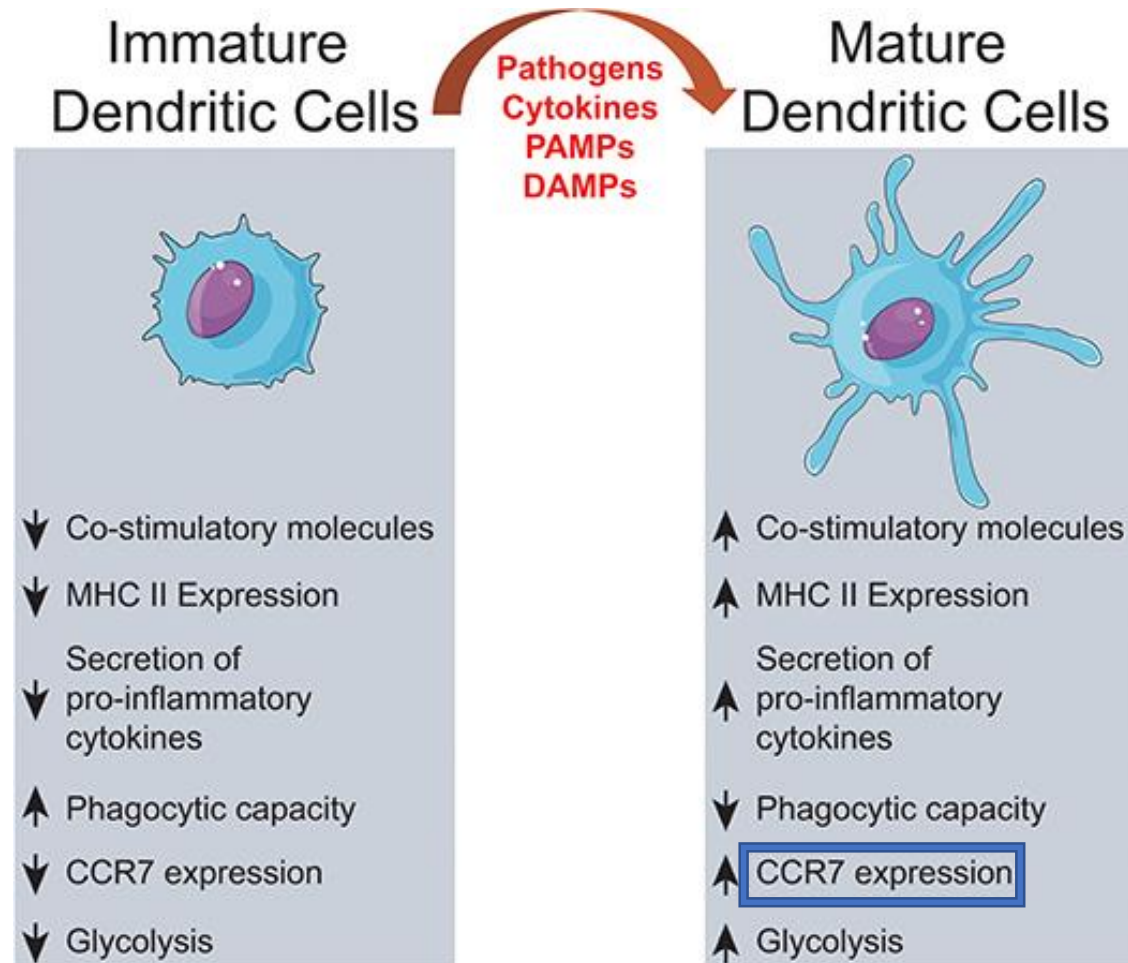 Immature
Dendritic Cells
Pathogens
Cytokines
PAMPs
DAMPs
Mature
Dendritic Cells
Co-stimulatory molecules
MHC II Expression
Secretion of
pro-inflammatory
cytokines
Phagocytic capacity
CCR7 expression
Glycolysis
Co-stimulatory molecules
MHC II Expression
Secretion of
pro-inflammatory
cytokines
Phagocytic capacity
CCR7 expression
Glycolysis